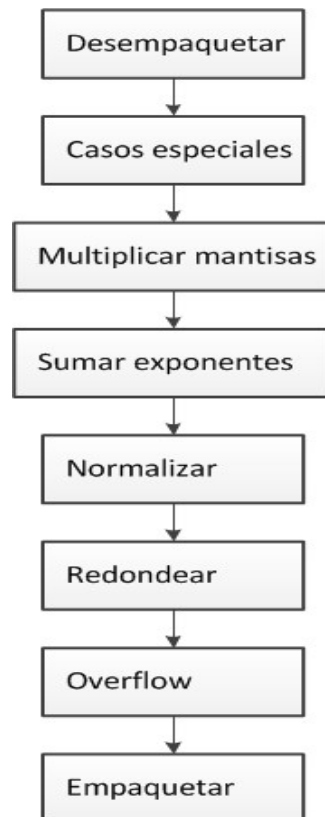 Desempaquetar
Casos especiales
Multiplicar mantisas
Sumar exponentes
Normalizar
Redondear
Overflow
Empaquetar